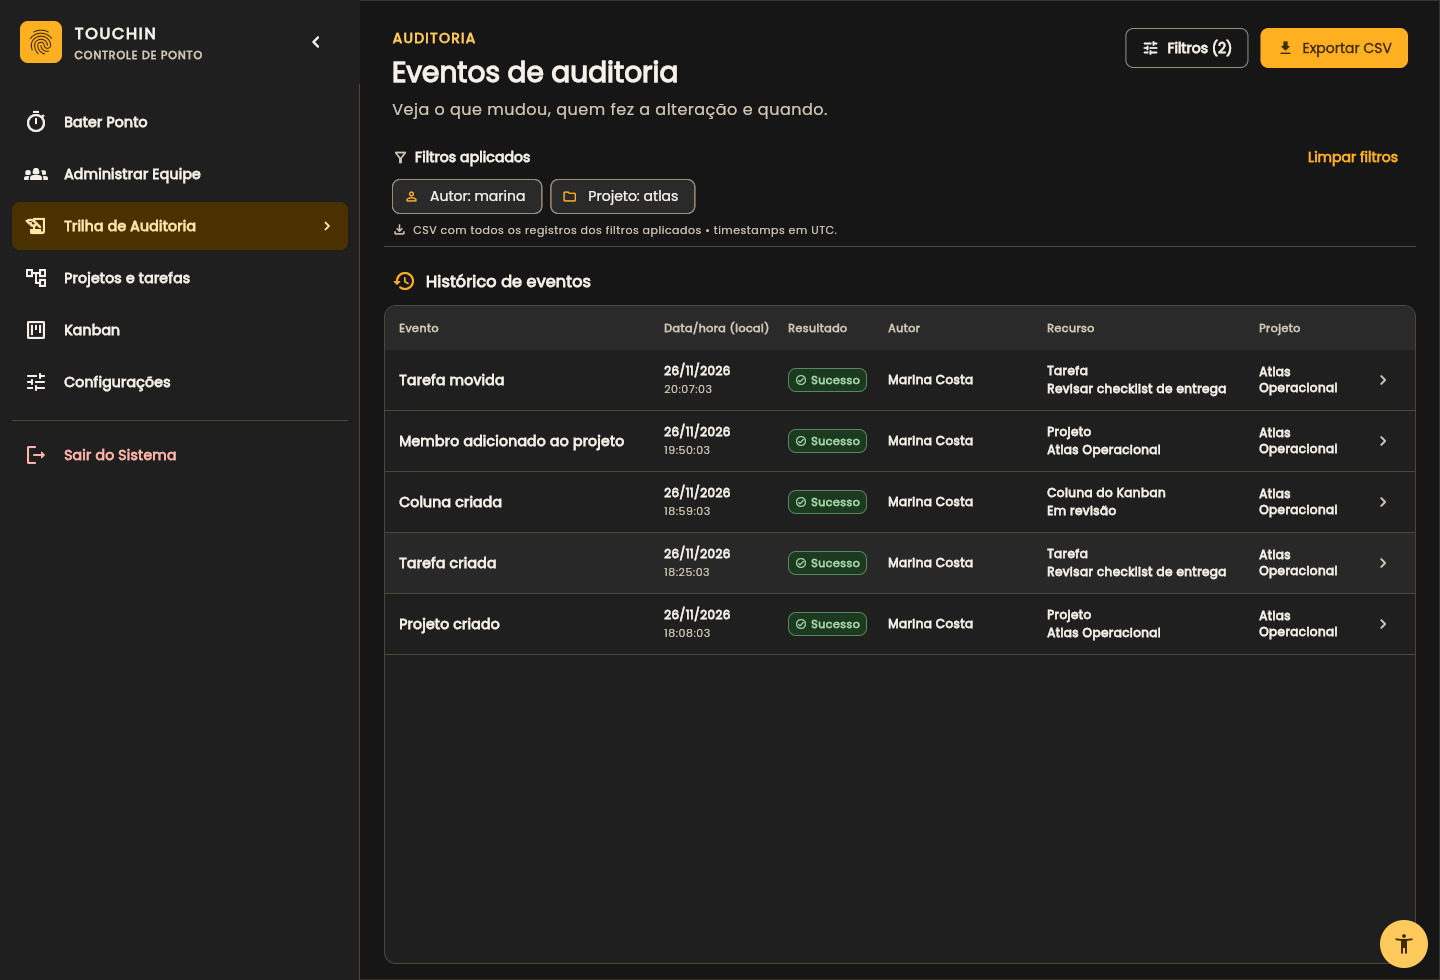 TOUCHIN
CONTROLE DE PONTO
Bater Ponto
Administrar Equipe
Trilha de Auditoria
Projetos e tarefas
Kanban
Configurações
Sair do Sistema
AUDITORIA
Eventos de auditoria
Veja o que mudou, quem fez a alteração e quando.
Filtros (2)
Exportar CSV
Filtros aplicados
Limpar filtros
Autor: marina
Projeto: atlas
CSV com todos os registros dos filtros aplicados • timestamps em UTC.
Histórico de eventos
Evento Data/hora (local) Resultado Autor Recurso Projeto
Tarefa movida
26/11/2026
20:07:03
Sucesso
Marina Costa
Tarefa
Revisar checklist de entrega
Atlas
Operacional
Membro adicionado ao projeto
26/11/2026
19:50:03
Sucesso
Marina Costa
Projeto
Atlas Operacional
Atlas
Operacional
Coluna criada
26/11/2026
18:59:03
Sucesso
Marina Costa
Coluna do Kanban
Em revisão
Atlas
Operacional
Tarefa criada
26/11/2026
18:25:03
Sucesso
Marina Costa
Tarefa
Revisar checklist de entrega
Atlas
Operacional
Projeto criado
26/11/2026
18:08:03
Sucesso
Marina Costa
Projeto
Atlas Operacional
Atlas
Operacional